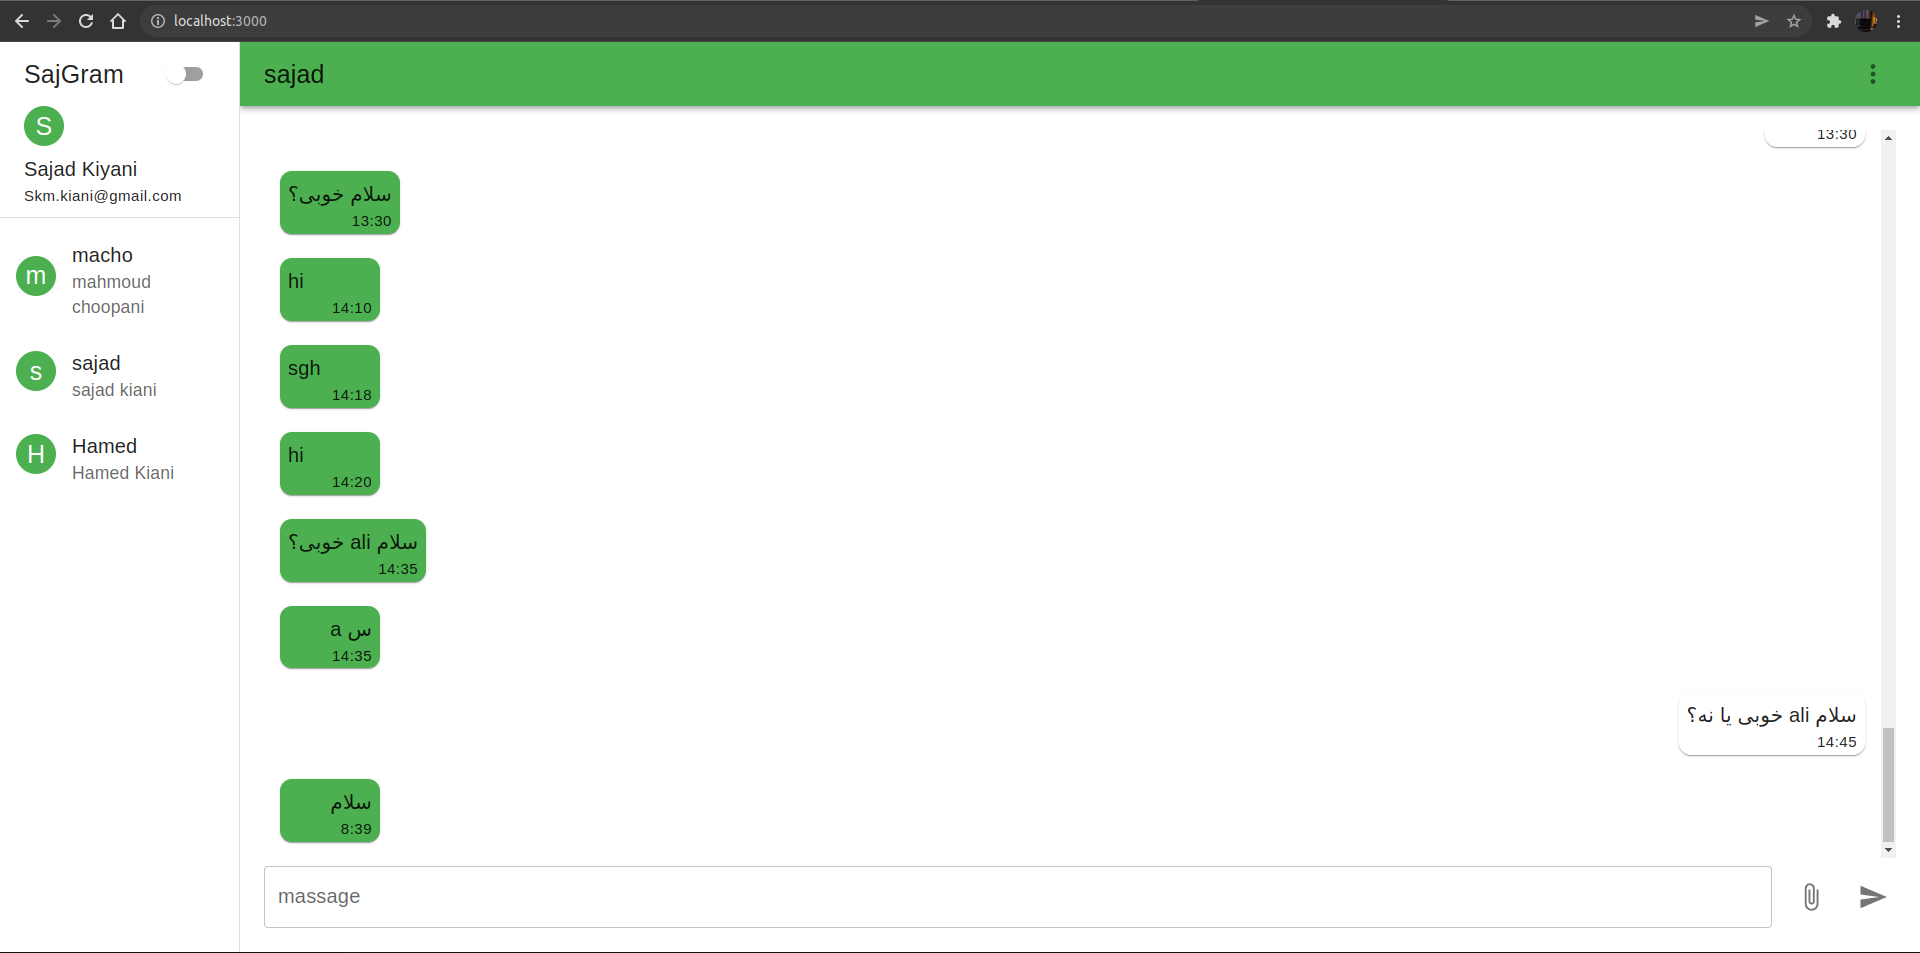 localhost:3000
SajGram
S
Sajad Kiyani
Skm.kiani@gmail.com
m
macho
mahmoud
choopani
s
sajad
sajad kiani
H
Hamed
Hamed Kiani
sajad
13:30
سلام خوبی؟
13:30
hi
14:10
sgh
14:18
hi
14:20
سلام ali خوبی؟
14:35
س a
14:35
سلام ali خوبی یا نه؟
14:45
سلام
8:39
massage